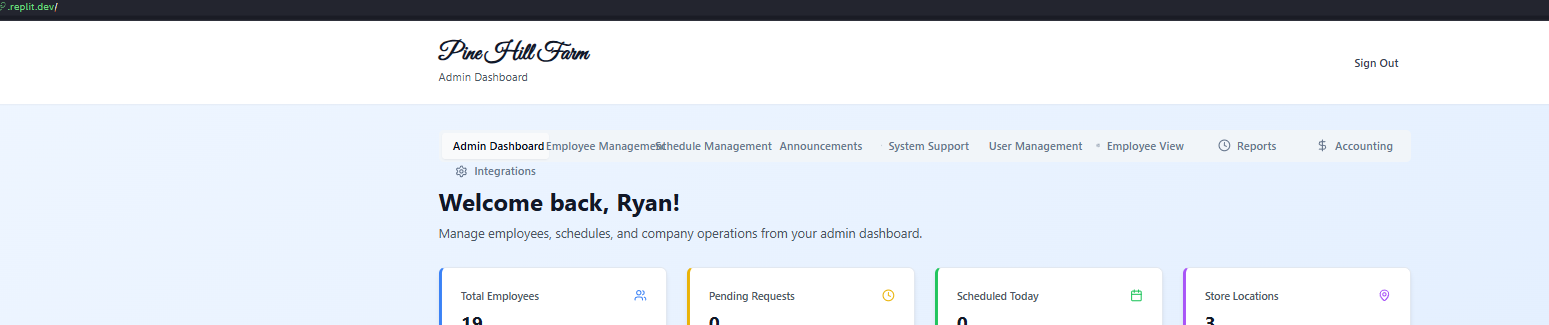 .replit.dev/
Pine Hill Farm
Admin Dashboard
Sign Out
Admin Dashboard Employee Management Schedule Management Announcements System Support User Management Employee View Reports Accounting
Integrations
Welcome back, Ryan!
Manage employees, schedules, and company operations from your admin dashboard.
Total Employees Pending Requests Scheduled Today Store Locations
19 0 0 3